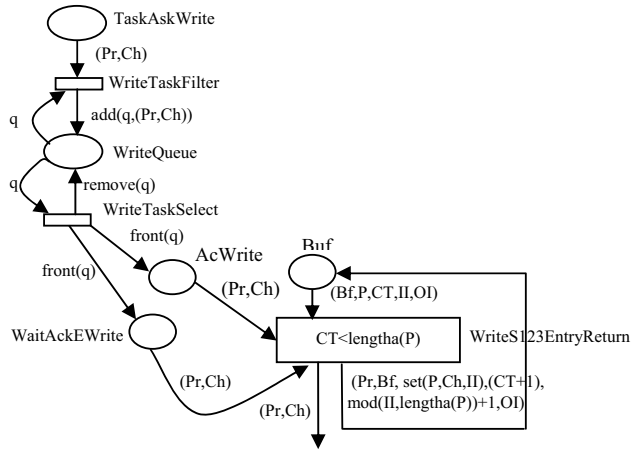 TaskAskWrite
(Pr,Ch)
WriteTaskFilter
q
add(q,(Pr,Ch))
WriteQueue
q
remove(q)
WriteTaskSelect
front(q)
front(q)
AcWrite
Buf
(Pr,Ch)
(Bf,P,CT,II,OI)
WaitAckEWrite
CT<lengtha(P)
WriteS123EntryReturn
(Pr,Ch)
(Pr,Ch)
(Pr,Bf, set(P,Ch,II),(CT+1),
mod(II,lengtha(P))+1,OI)